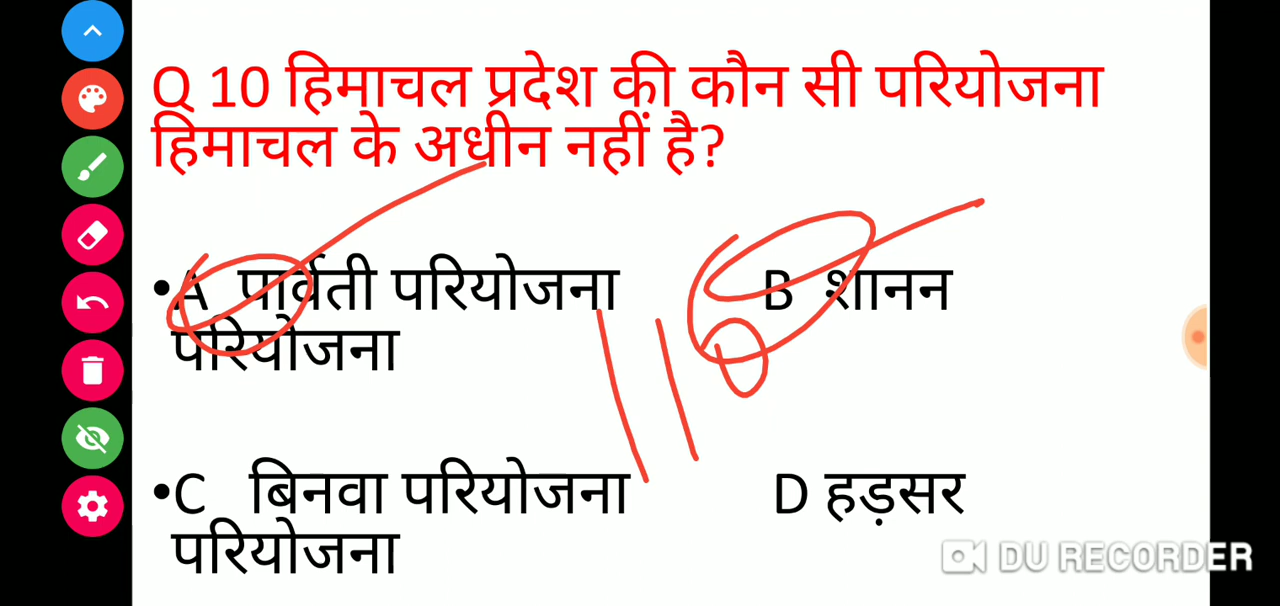 Q 10 हिमाचल प्रदेश की कौन सी परियोजना
हिमाचल के अधीन नहीं है?
•A पार्वती परियोजना B शानन
परियोजना
110
•C बिनवा परियोजना D हड़सर
परियोजना
DU RECORDER